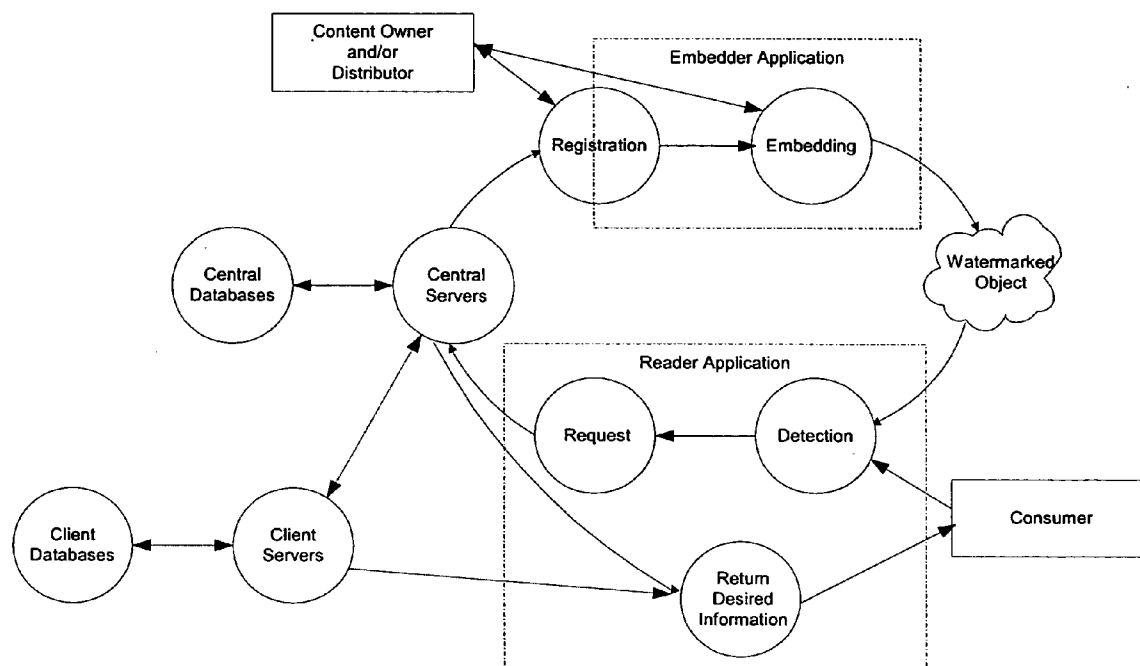 Content Owner
and/or
Distributor
Embedder Application
Registration
Embedding
Central
Databases
Central
Servers
Watermarked
Object
Reader Application
Request
Detection
Client
Databases
Client
Servers
Consumer
Return
Desired
Information